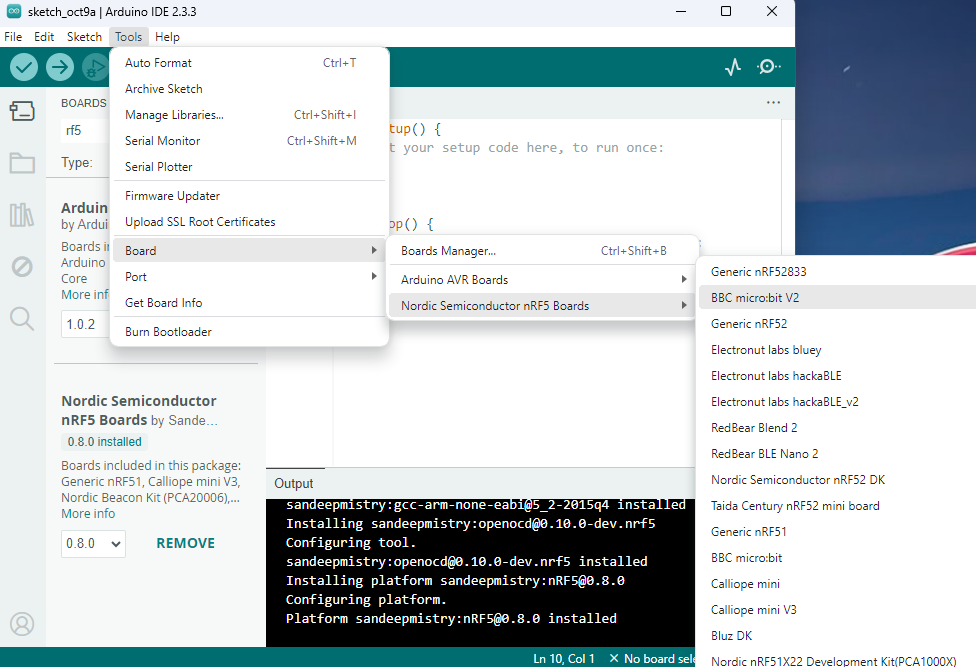 sketch_oct9a | Arduino IDE 2.3.3
File Edit Sketch Tools Help
BOARDS
rf5
Type:
Arduin
by Ardui
Boards i
Arduino
Core
More inf
1.0.2
Nordic Semiconductor
nRF5 Boards by Sande...
0.8.0 installed
Boards included in this package:
Generic nRF51, Calliope mini V3,
Nordic Beacon Kit (PCA20006),...
More info
0.8.0 REMOVE
Auto Format Ctrl+T
Archive Sketch
Manage Libraries... Ctrl+Shift+I
Serial Monitor Ctrl+Shift+M
Serial Plotter
Firmware Updater
Upload SSL Root Certificates
Board
Port
Get Board Info
Burn Bootloader
tup() {
t your setup code here, to run once:
op() {
Boards Manager... Ctrl+Shift+B
Arduino AVR Boards
Nordic Semiconductor nRF5 Boards
Generic nRF52833
BBC micro:bit V2
Generic nRF52
Electronut labs bluey
Electronut labs hackaBLE
Electronut labs hackaBLE_v2
RedBear Blend 2
RedBear BLE Nano 2
Nordic Semiconductor nRF52 DK
Taida Century nRF52 mini board
Generic nRF51
BBC micro:bit
Calliope mini
Calliope mini V3
Bluz DK
Nordic nRF51X22 Development Kit(PCA1000X)
Output
sandeepmistry:gcc-arm-none-eabi@5_2-2015q4 installed
Installing sandeepmistry:openocd@0.10.0-dev.nrf5
Configuring tool.
sandeepmistry:openocd@0.10.0-dev.nrf5 installed
Installing platform sandeepmistry:nRF5@0.8.0
Configuring platform.
Platform sandeepmistry:nRF5@0.8.0 installed
Ln 10, Col 1 No board sele